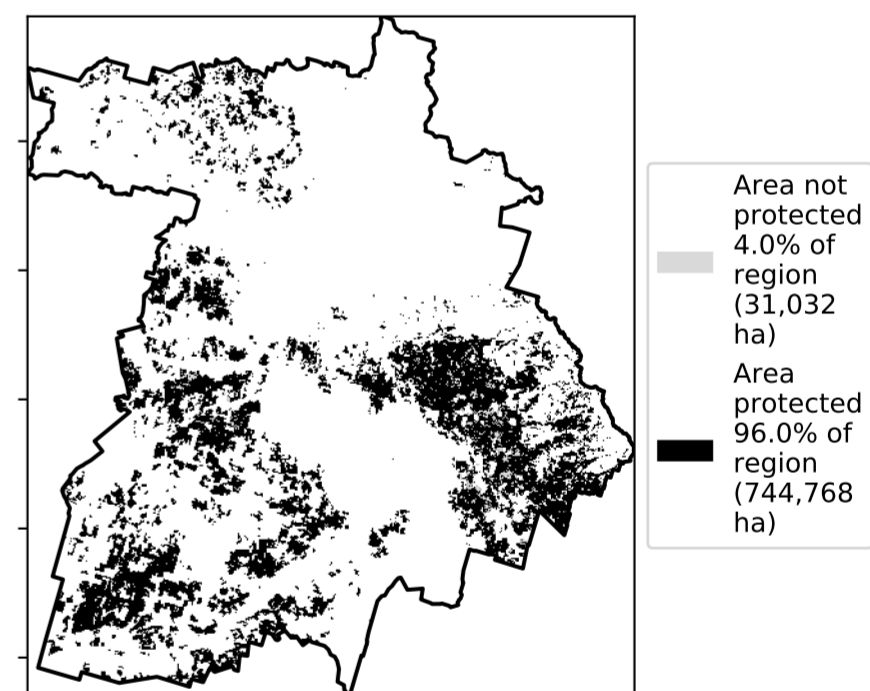 Area not
protected
4.0% of
region
(31,032
ha)
Area
protected
96.0% of
region
(744,768
ha)